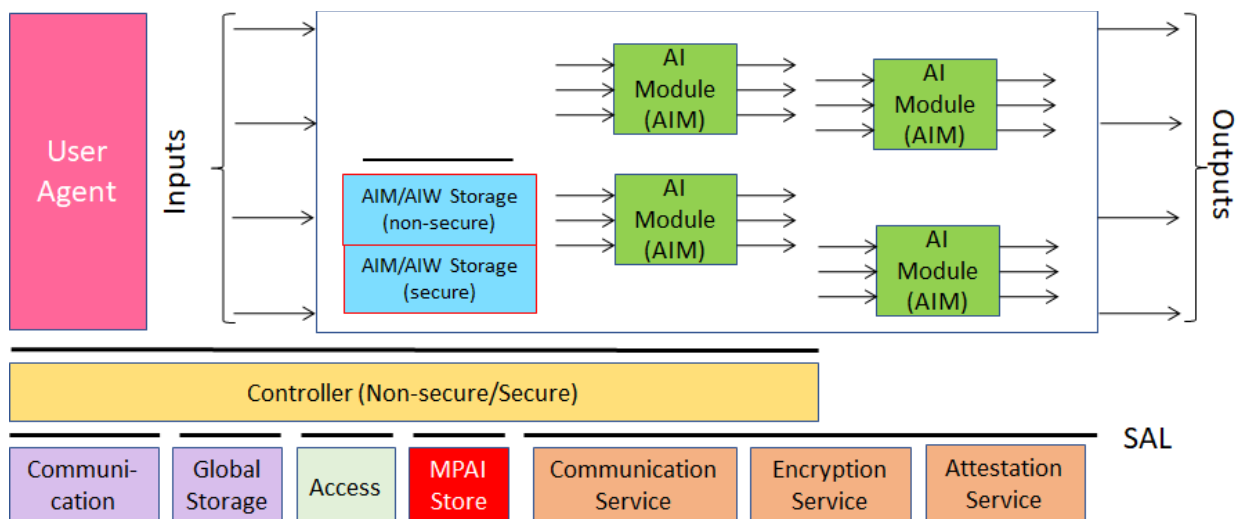 User
Agent
Inputs
AIM/AIW Storage
(non-secure)
AIM/AIW Storage
(secure)
AI
Module
(AIM)
AI
Module
(AIM)
AI
Module
(AIM)
AI
Module
(AIM)
Outputs
Controller (Non-secure/Secure)
SAL
Communi-
cation
Global
Storage
Access
MPAI
Store
Communication
Service
Encryption
Service
Attestation
Service